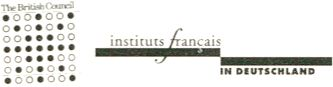 The British Council
instituts français
IN DEUTSCHLAND